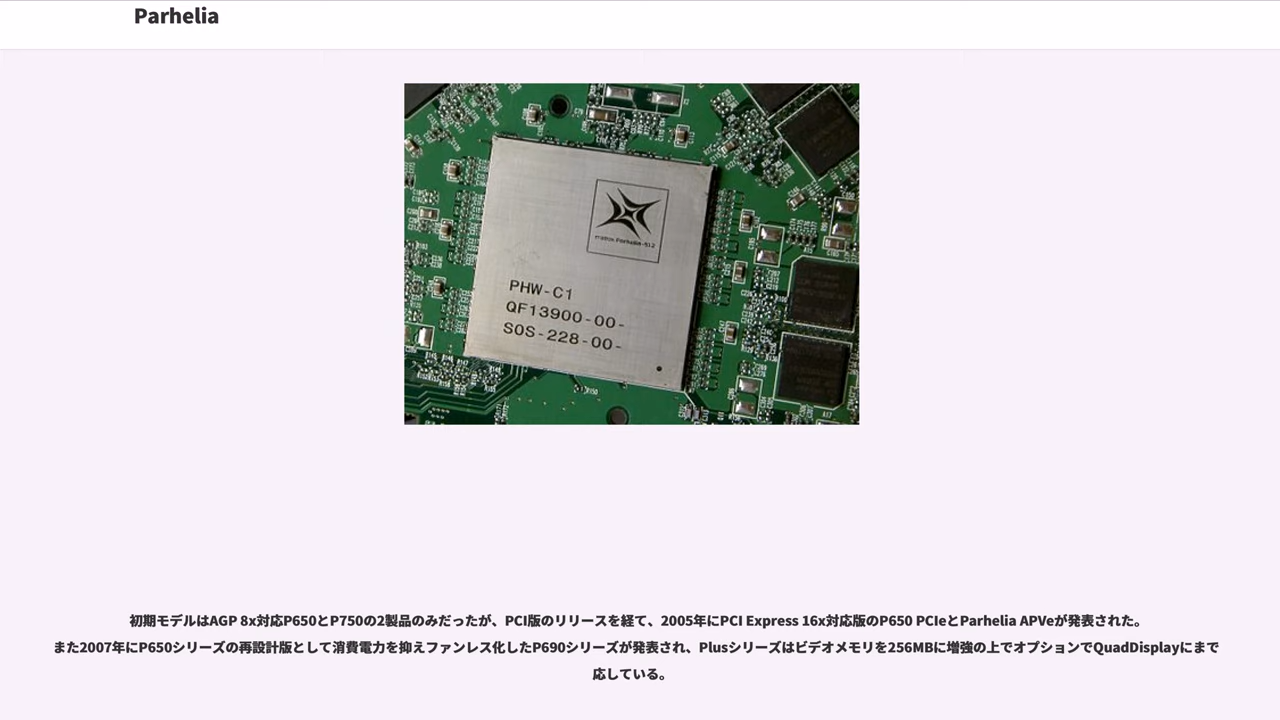 Parhelia
matrox Parhelia-512
PHW-C1
QF13900-00-
S0S-228-00-
初期モデルはAGP 8x対応P650とP750の2製品のみだったが、PCI版のリリースを経て、2005年にPCI Express 16x対応版のP650 PCIeとParhelia APVeが発表された。
また2007年にP650シリーズの再設計版として消費電力を抑えファンレス化したP690シリーズが発表され、Plusシリーズはビデオメモリを256MBに増強の上でオプションでQuadDisplayにまで
応している。